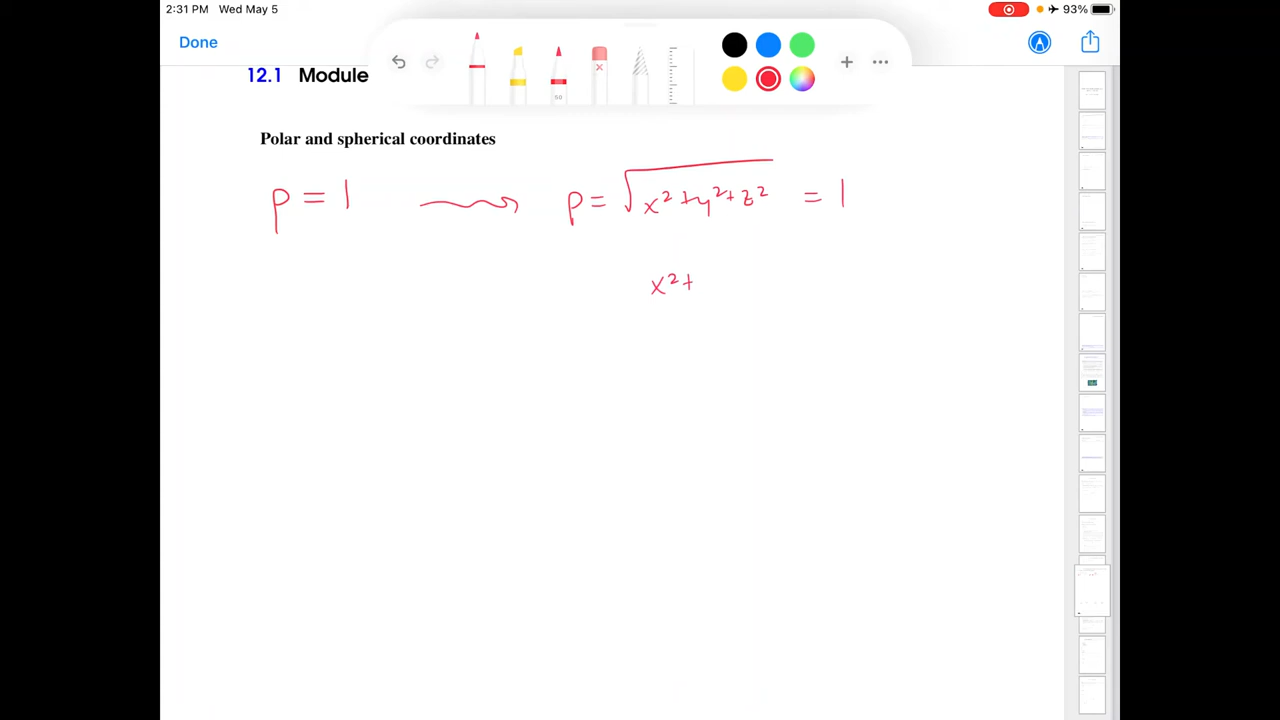 2:31 PM Wed May 5 93%
Done
12.1 Module
50
Polar and spherical coordinates
ρ = 1 ⇝ ρ = √(x²+y²+z²) = 1
x²+